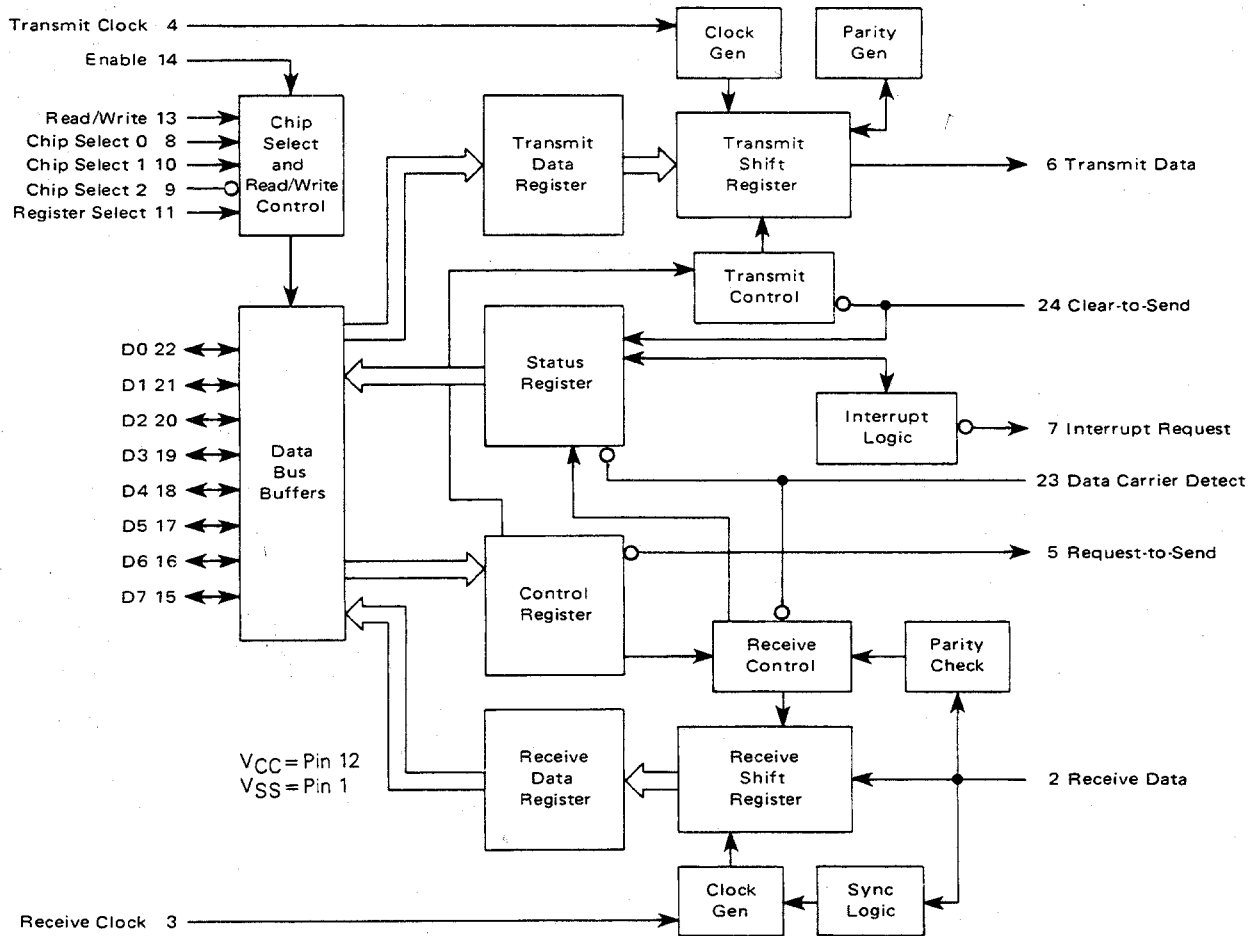 Transmit Clock 4
Clock
Gen
Parity
Gen
Enable 14
Read/Write 13
Chip Select 0 8
Chip Select 1 10
Chip Select 2 9
Register Select 11
Chip
Select
and
Read/Write
Control
Transmit
Data
Register
Transmit
Shift
Register
6 Transmit Data
Transmit
Control
24 Clear-to-Send
D0 22
D1 21
D2 20
D3 19
D4 18
D5 17
D6 16
D7 15
Data
Bus
Buffers
Status
Register
Interrupt
Logic
7 Interrupt Request
23 Data Carrier Detect
5 Request-to-Send
Control
Register
Receive
Control
Parity
Check
VCC = Pin 12
VSS = Pin 1
Receive
Data
Register
Receive
Shift
Register
2 Receive Data
Receive Clock 3
Clock
Gen
Sync
Logic